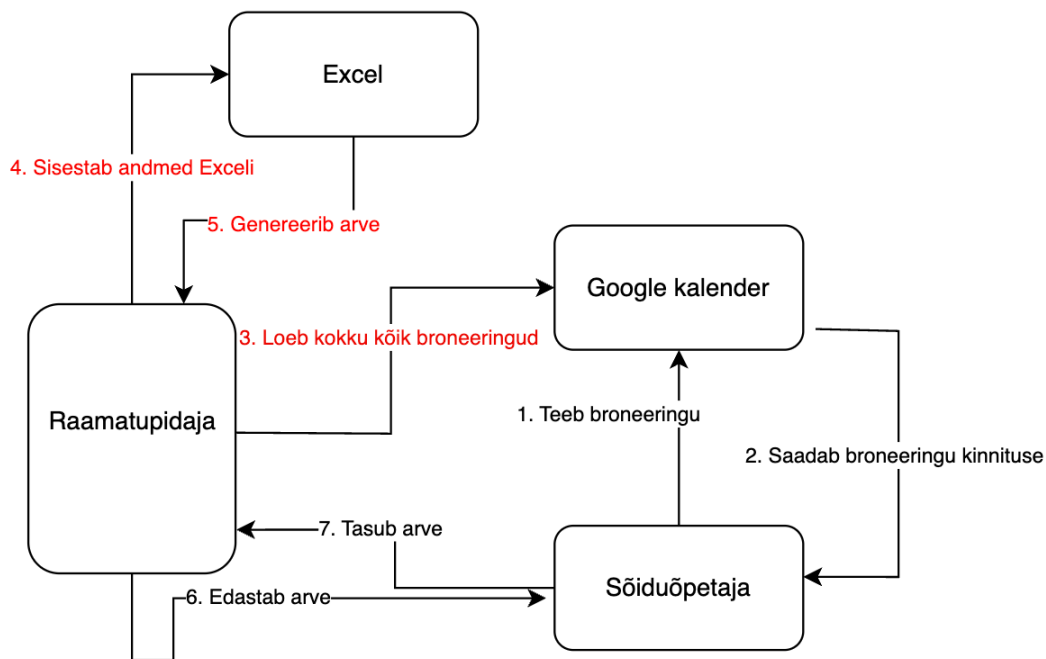 Excel
4. Sisestab andmed Exceli
5. Genereerib arve
Google kalender
3. Loeb kokku kõik broneeringud
Raamatupidaja
1. Teeb broneeringu
2. Saadab broneeringu kinnituse
7. Tasub arve
Sõiduõpetaja
6. Edastab arve